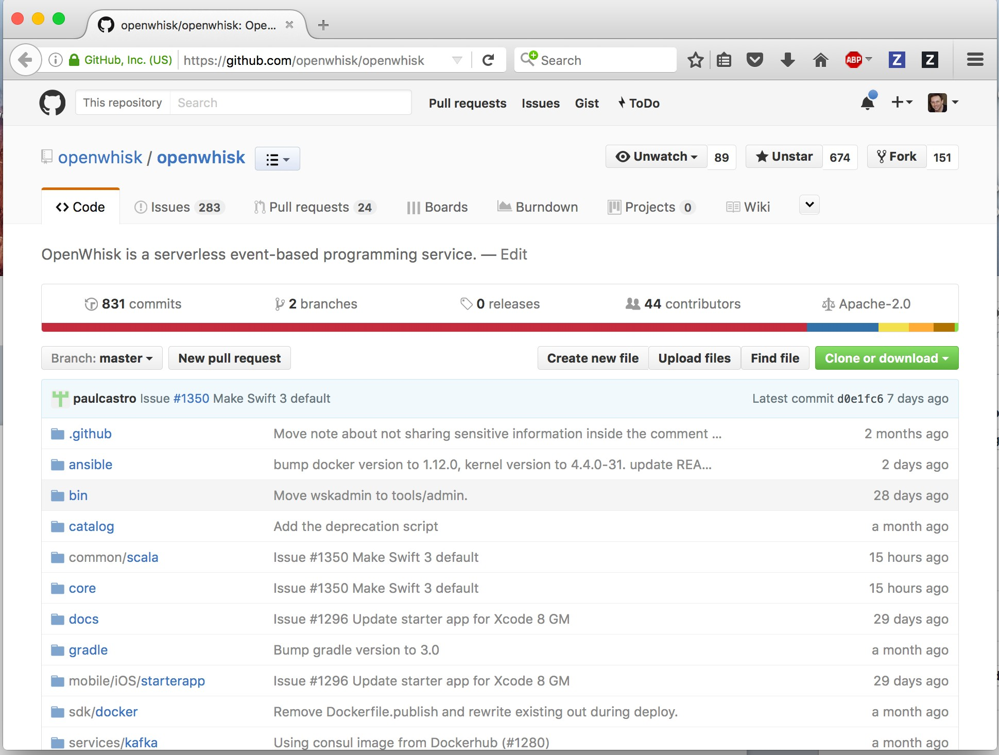 openwhisk/openwhisk: Ope...
GitHub, Inc. (US) https://github.com/openwhisk/openwhisk Search ABP Z Z
This repository Search Pull requests Issues Gist ToDo
openwhisk / openwhisk Unwatch 89 Unstar 674 Fork 151
Code Issues 283 Pull requests 24 Boards Burndown Projects 0 Wiki
OpenWhisk is a serverless event-based programming service. — Edit
831 commits 2 branches 0 releases 44 contributors Apache-2.0
Branch: master New pull request Create new file Upload files Find file Clone or download
paulcastro Issue #1350 Make Swift 3 default Latest commit d0e1fc6 7 days ago
.github Move note about not sharing sensitive information inside the comment ... 2 months ago
ansible bump docker version to 1.12.0, kernel version to 4.4.0-31. update REA... 2 days ago
bin Move wskadmin to tools/admin. 28 days ago
catalog Add the deprecation script a month ago
common/scala Issue #1350 Make Swift 3 default 15 hours ago
core Issue #1350 Make Swift 3 default 15 hours ago
docs Issue #1296 Update starter app for Xcode 8 GM 29 days ago
gradle Bump gradle version to 3.0 a month ago
mobile/iOS/starterapp Issue #1296 Update starter app for Xcode 8 GM 29 days ago
sdk/docker Remove Dockerfile.publish and rewrite existing out during deploy. a month ago
services/kafka Using consul image from Dockerhub (#1280) a month ago